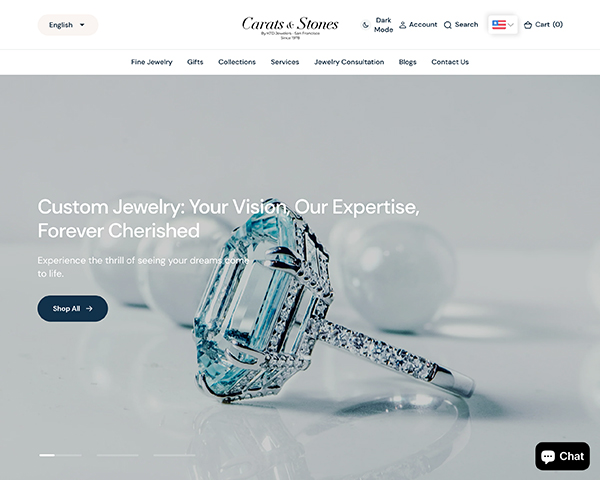 English
Carats & Stones
By HTD Jewellers - San Francisco
Since 1978
Dark
Mode
Account
Search
Cart (0)
Fine Jewelry
Gifts
Collections
Services
Jewelry Consultation
Blogs
Contact Us
Custom Jewelry: Your Vision, Our Expertise,
Forever Cherished
Experience the thrill of seeing your dreams come
to life.
Shop All
Chat